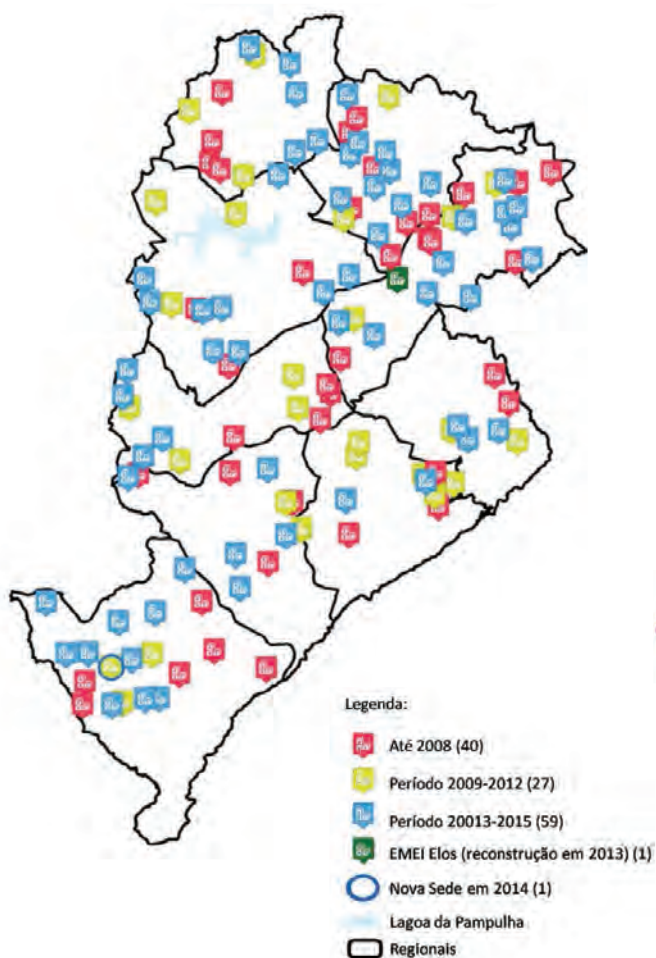 Legenda:
Até 2008 (40)
Período 2009-2012 (27)
Período 20013-2015 (59)
EMEI Elos (reconstrução em 2013) (1)
Nova Sede em 2014 (1)
Lagoa da Pampulha
Regionais